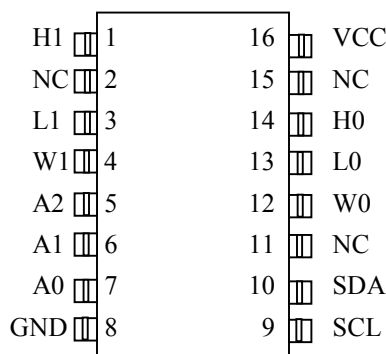 H1 1 16 VCC
NC 2 15 NC
L1 3 14 H0
W1 4 13 L0
A2 5 12 W0
A1 6 11 NC
A0 7 10 SDA
GND 8 9 SCL